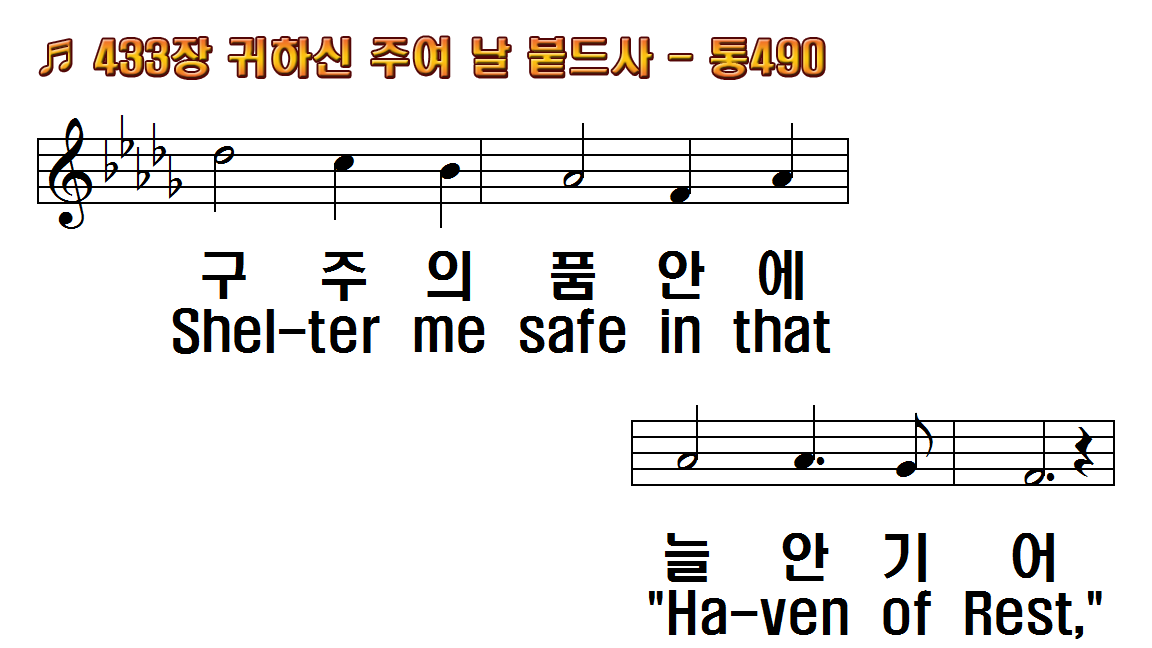 ♬ 433장 귀하신 주여 날 붙드사 - 통490
구 주 의 품 안 에
Shel-ter me safe in that
늘 안 기 어
"Ha-ven of Rest,"